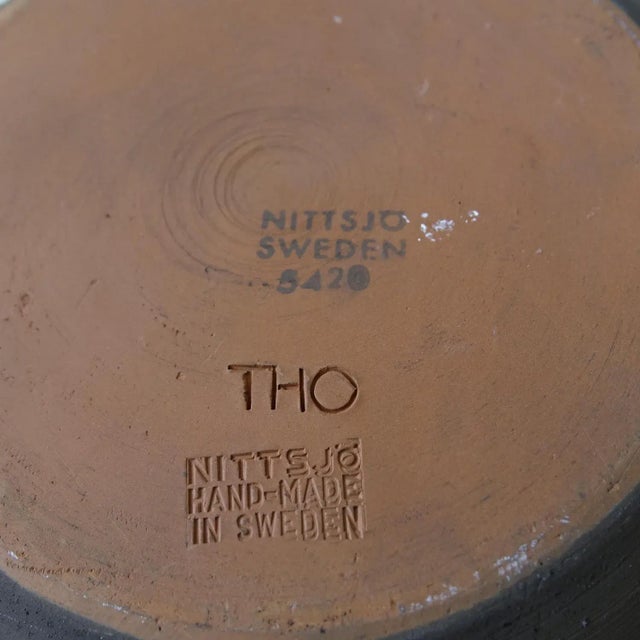 NITTSJÖ
SWEDEN
5420
THO
NITTSJÖ
HAND-MADE
IN SWEDEN